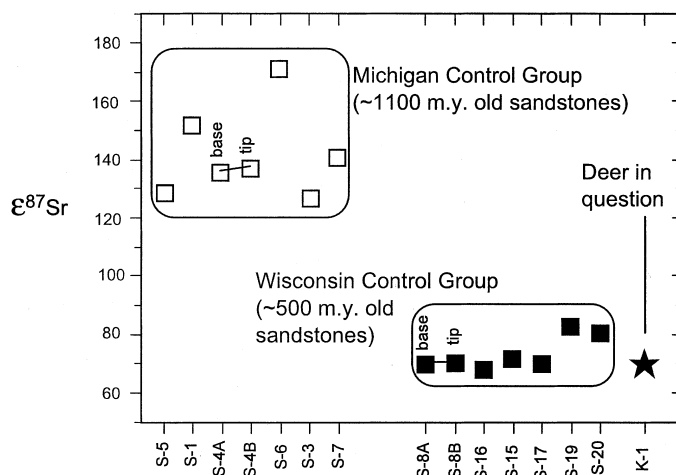 180
160
140
120
100
80
60
ε87Sr
Michigan Control Group
(~1100 m.y. old sandstones)
base
tip
Deer in
question
Wisconsin Control Group
(~500 m.y. old
sandstones)
base
tip
S-5
S-1
S-4A
S-4B
S-6
S-3
S-7
S-8A
S-8B
S-16
S-15
S-17
S-19
S-20
K-1